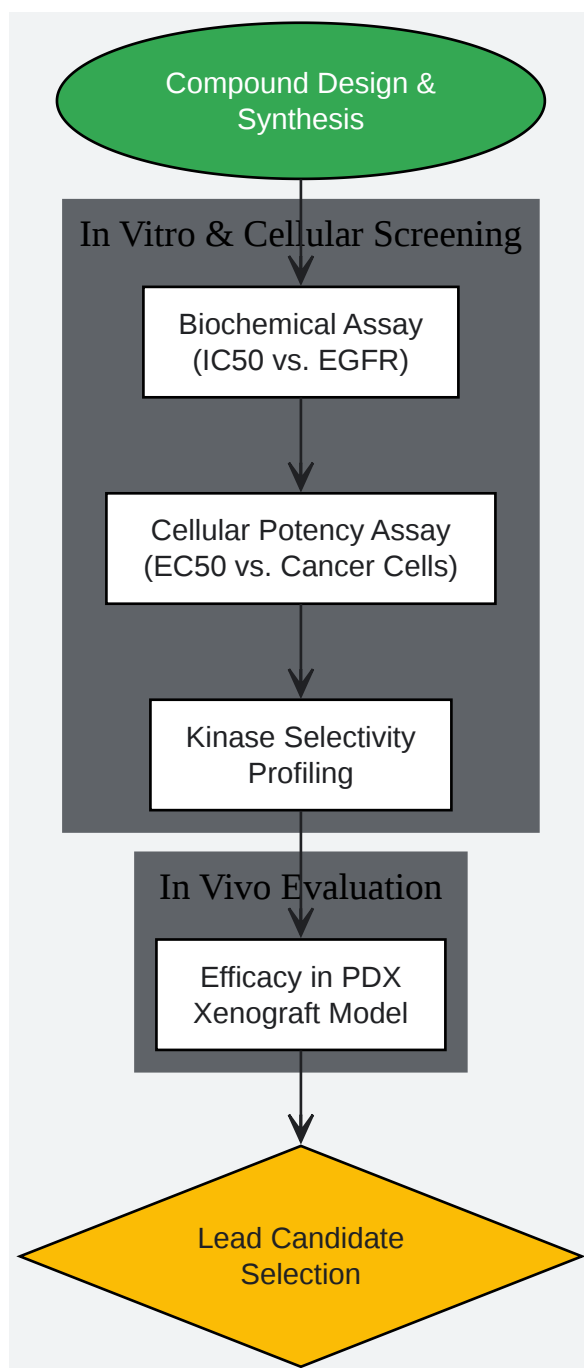 Compound Design &
Synthesis
In Vitro & Cellular Screening
Biochemical Assay
(IC50 vs. EGFR)
Cellular Potency Assay
(EC50 vs. Cancer Cells)
Kinase Selectivity
Profiling
In Vivo Evaluation
Efficacy in PDX
Xenograft Model
Lead Candidate
Selection